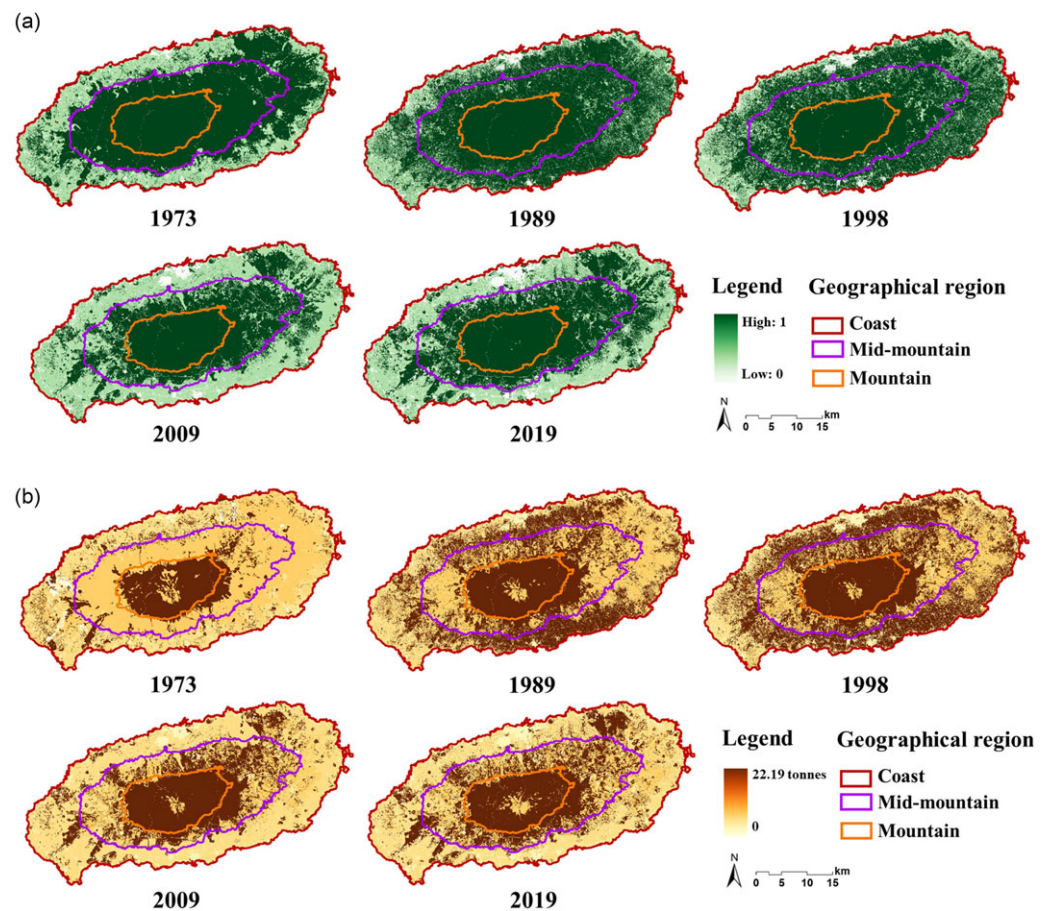 (a)
1973
1989
1998
Legend
Geographical region
High: 1
Low: 0
Coast
Mid-mountain
Mountain
N
km
0 5 10 15
2009
2019
(b)
1973
1989
1998
Legend
Geographical region
22.19 tonnes
0
Coast
Mid-mountain
Mountain
N
km
0 5 10 15
2009
2019